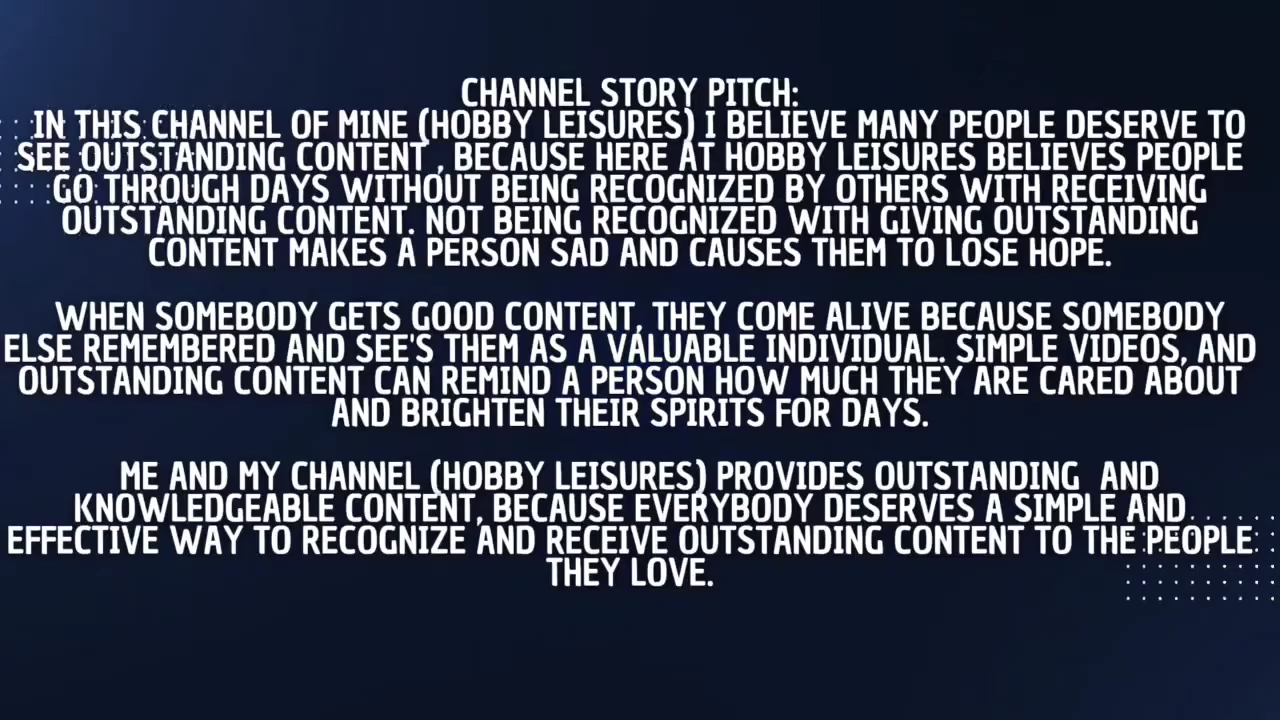 CHANNEL STORY PITCH:
IN THIS CHANNEL OF MINE (HOBBY LEISURES) I BELIEVE MANY PEOPLE DESERVE TO
SEE OUTSTANDING CONTENT , BECAUSE HERE AT HOBBY LEISURES BELIEVES PEOPLE
GO THROUGH DAYS WITHOUT BEING RECOGNIZED BY OTHERS WITH RECEIVING
OUTSTANDING CONTENT. NOT BEING RECOGNIZED WITH GIVING OUTSTANDING
CONTENT MAKES A PERSON SAD AND CAUSES THEM TO LOSE HOPE.
WHEN SOMEBODY GETS GOOD CONTENT, THEY COME ALIVE BECAUSE SOMEBODY
ELSE REMEMBERED AND SEE'S THEM AS A VALUABLE INDIVIDUAL. SIMPLE VIDEOS, AND
OUTSTANDING CONTENT CAN REMIND A PERSON HOW MUCH THEY ARE CARED ABOUT
AND BRIGHTEN THEIR SPIRITS FOR DAYS.
ME AND MY CHANNEL (HOBBY LEISURES) PROVIDES OUTSTANDING  AND
KNOWLEDGEABLE CONTENT, BECAUSE EVERYBODY DESERVES A SIMPLE AND
EFFECTIVE WAY TO RECOGNIZE AND RECEIVE OUTSTANDING CONTENT TO THE PEOPLE
THEY LOVE.